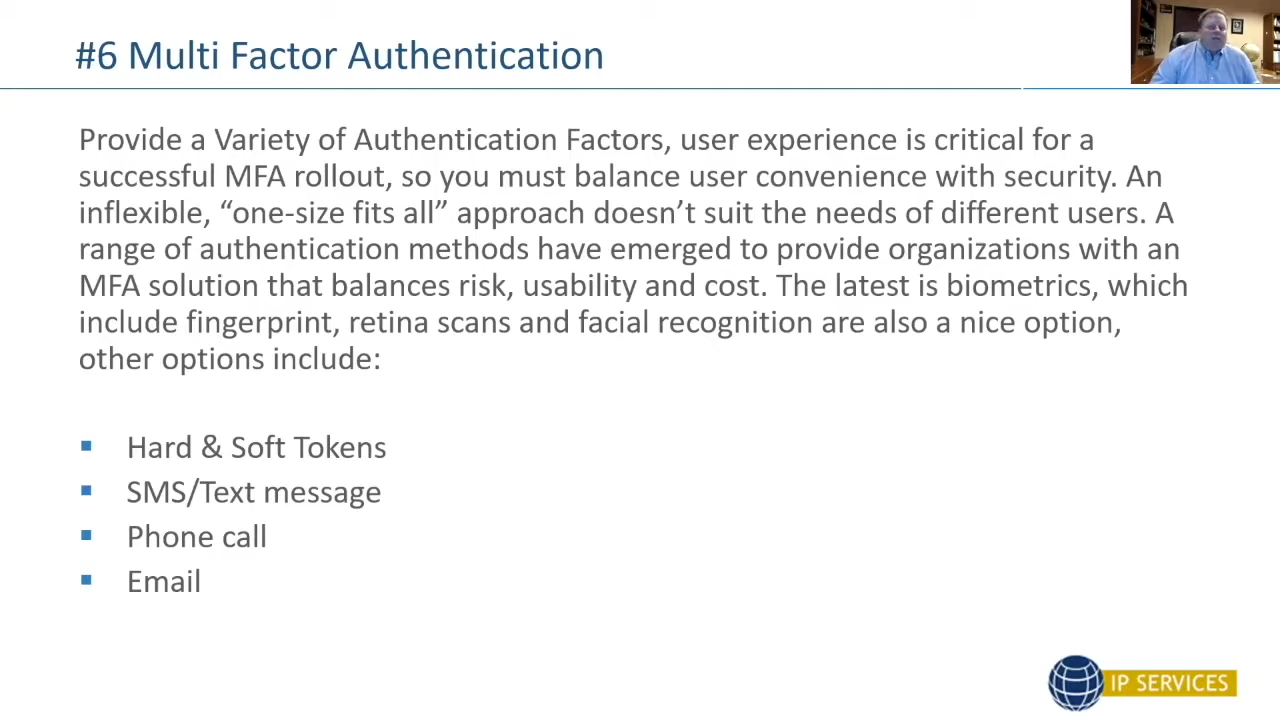 #6 Multi Factor Authentication
Provide a Variety of Authentication Factors, user experience is critical for a
successful MFA rollout, so you must balance user convenience with security. An
inflexible, “one-size fits all” approach doesn’t suit the needs of different users. A
range of authentication methods have emerged to provide organizations with an
MFA solution that balances risk, usability and cost. The latest is biometrics, which
include fingerprint, retina scans and facial recognition are also a nice option,
other options include:
Hard & Soft Tokens
SMS/Text message
Phone call
Email
IP SERVICES